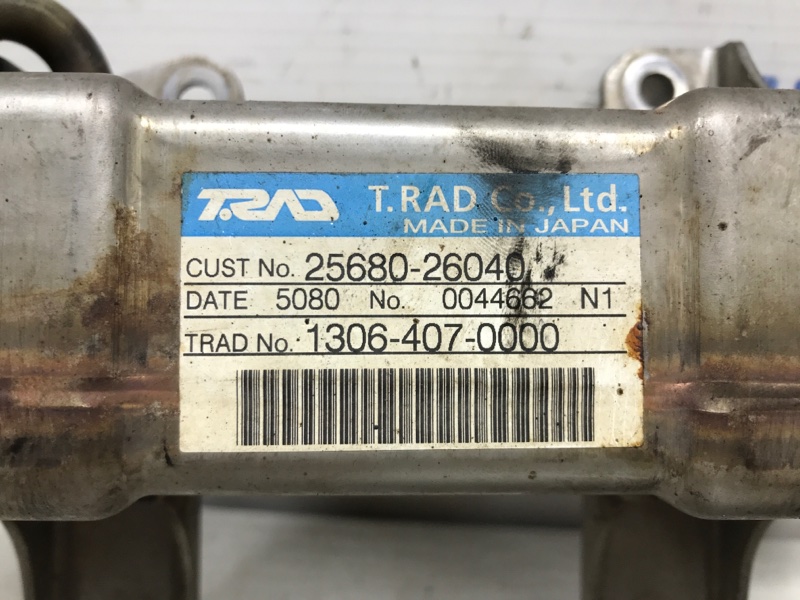 T.RAD T.RAD Co., Ltd.
MADE IN JAPAN
CUST No. 25680-26040
DATE 5080 No. 0044662 N1
TRAD No. 1306-407-0000